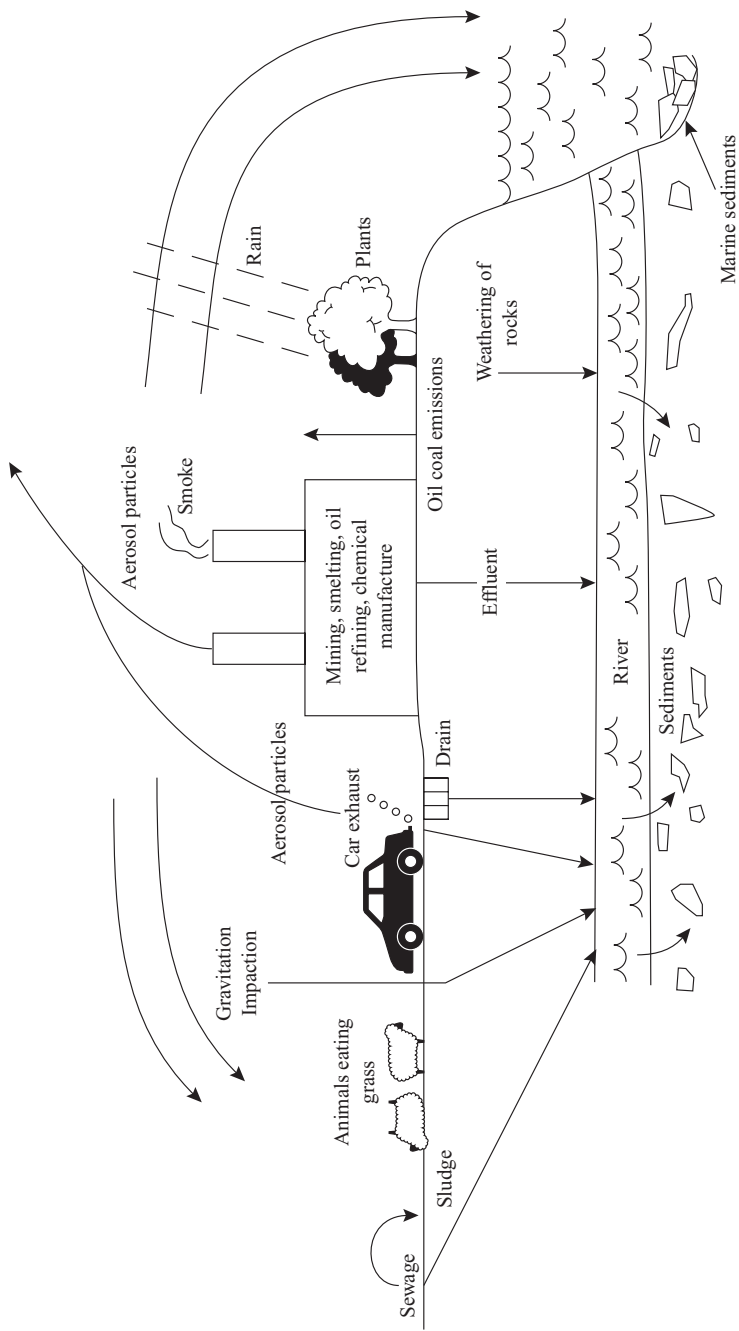 Aerosol particles
Smoke
Rain
Plants
Mining, smelting, oil
refining, chemical
manufacture
Oil coal emissions
Aerosol particles
Car exhaust
Drain
Gravitation
Impaction
Animals eating
grass
Sewage
Sludge
Effluent
Weathering of
rocks
River
Sediments
Marine sediments